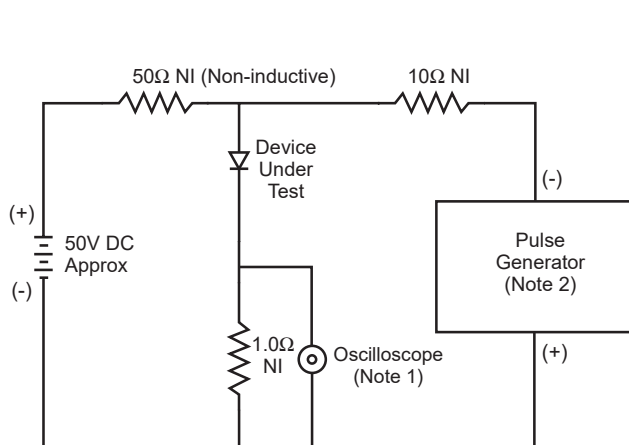 50Ω NI (Non-inductive)
10Ω NI
Device
Under
Test
(-)
(+)
50V DC
Approx
(-)
Pulse
Generator
(Note 2)
1.0Ω
NI
Oscilloscope
(Note 1)
(+)